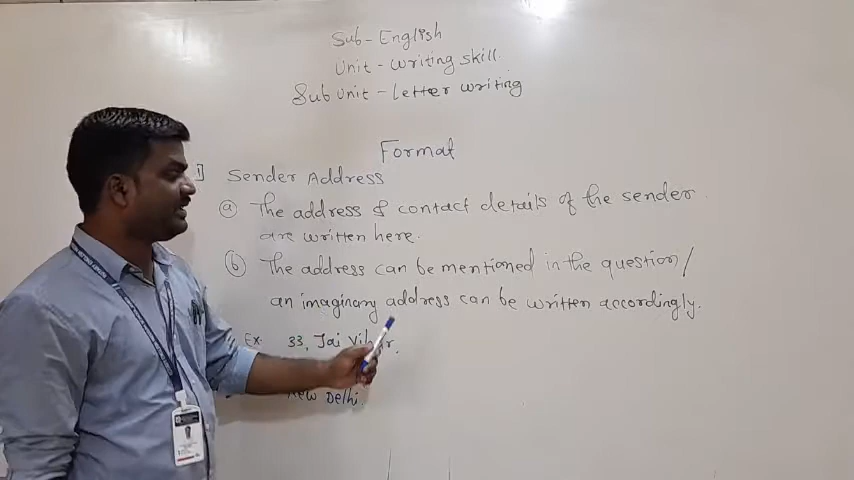 Sub - English
Unit - writing skill.
Sub unit - Letter writing
Format
1] Sender Address
ⓐ The address & contact details of the sender
are written here.
ⓑ The address can be mentioned in the question/
an imaginary address can be written accordingly.
Ex. 33, Jai
New Delhi.